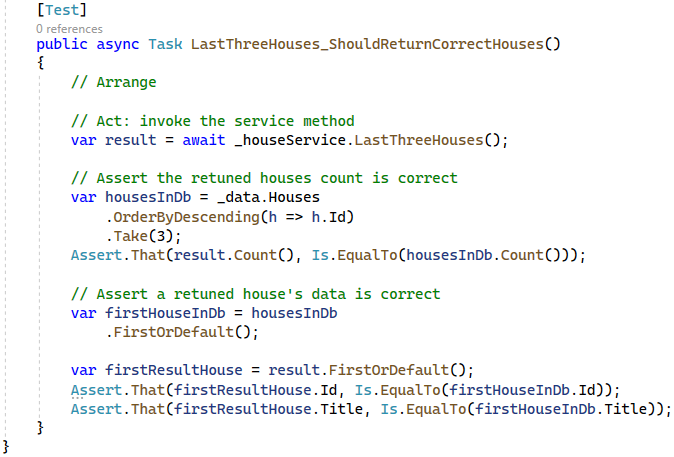 [Test]
0 references
public async Task LastThreeHouses_ShouldReturnCorrectHouses()
{
// Arrange
// Act: invoke the service method
var result = await _houseService.LastThreeHouses();
// Assert the retuned houses count is correct
var housesInDb = _data.Houses
.OrderByDescending(h => h.Id)
.Take(3);
Assert.That(result.Count(), Is.EqualTo(housesInDb.Count()));
// Assert a retuned house's data is correct
var firstHouseInDb = housesInDb
.FirstOrDefault();
var firstResultHouse = result.FirstOrDefault();
Assert.That(firstResultHouse.Id, Is.EqualTo(firstHouseInDb.Id));
Assert.That(firstResultHouse.Title, Is.EqualTo(firstHouseInDb.Title));
}
}